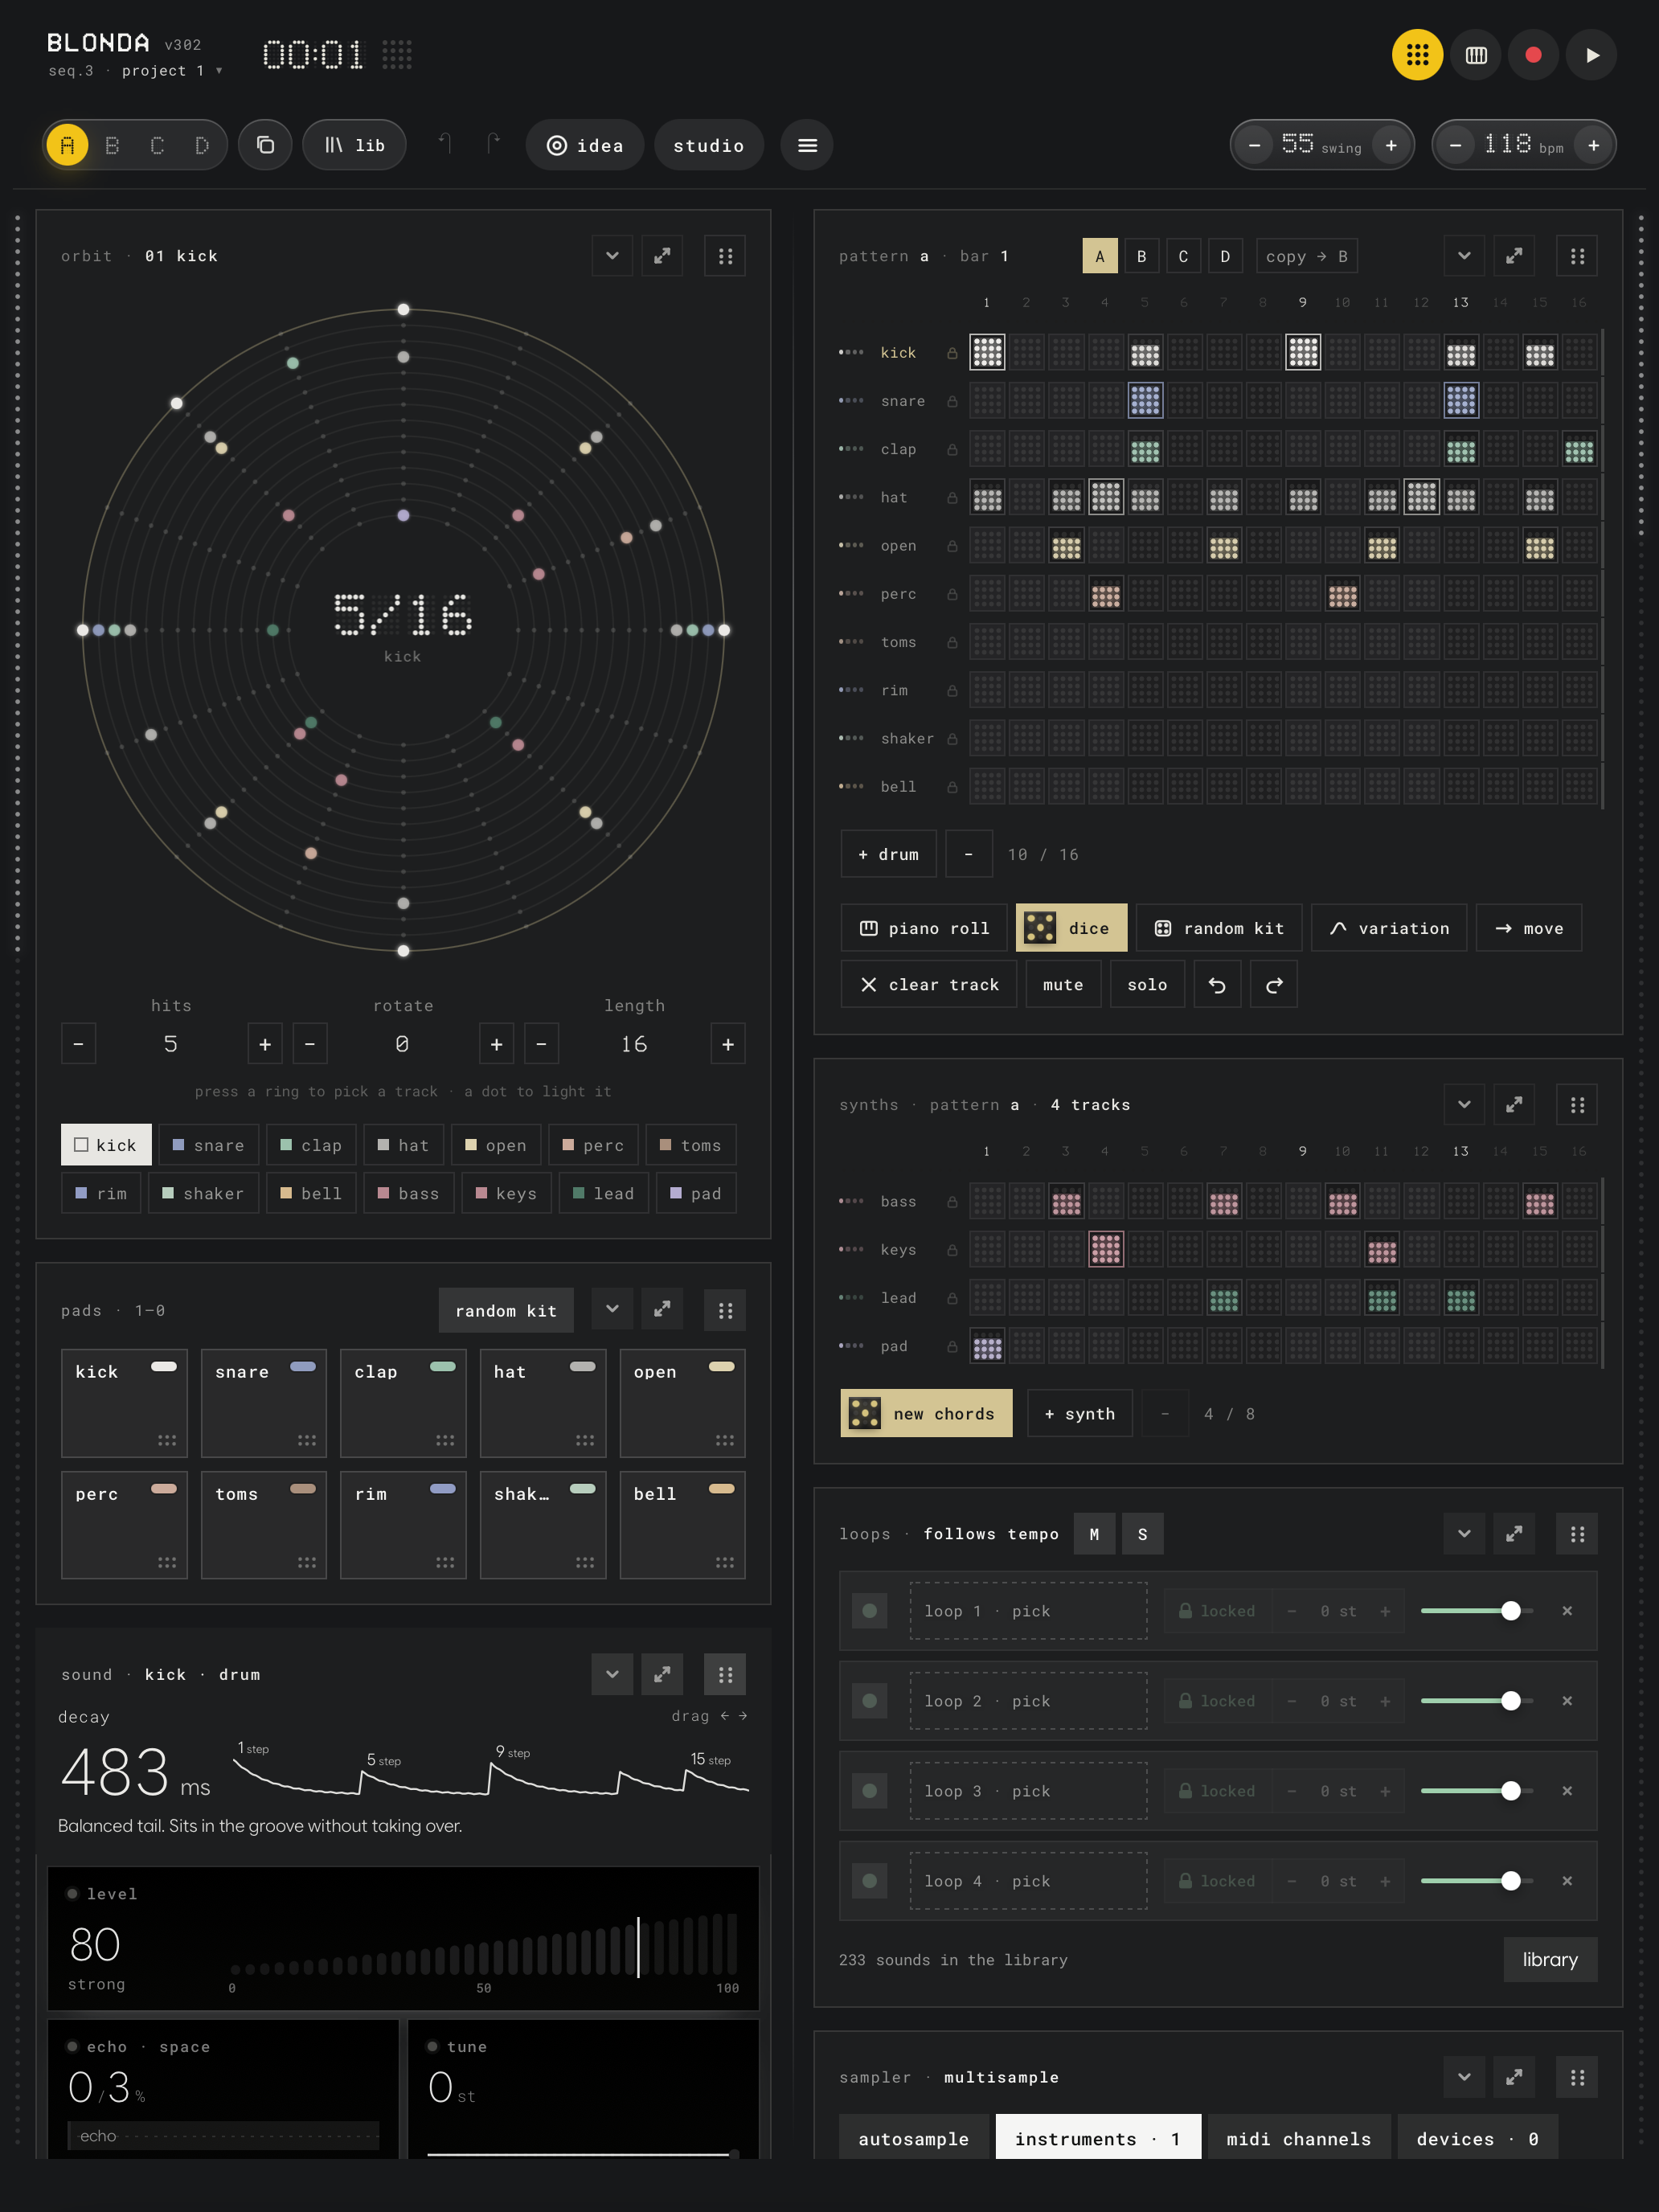 BLONDA v302
seq.3 · project 1 ▾
00:01
A B C D
lib
idea
studio
− 55 swing +
− 118 bpm +
orbit · 01 kick
5/16
kick
hits rotate length
− 5 + − 0 + − 16 +
press a ring to pick a track · a dot to light it
kick snare clap hat open perc toms
rim shaker bell bass keys lead pad
pads · 1–0 random kit
kick snare clap hat open
perc toms rim shak… bell
sound · kick · drum
decay drag ← →
483 ms
1 step 5 step 9 step 15 step
Balanced tail. Sits in the groove without taking over.
level
80
strong
0 50 100
echo · space
0/3 %
echo
tune
0 st
pattern a · bar 1 A B C D copy → B
1 2 3 4 5 6 7 8 9 10 11 12 13 14 15 16
kick
snare
clap
hat
open
perc
toms
rim
shaker
bell
+ drum − 10 / 16
piano roll dice random kit variation → move
clear track mute solo
synths · pattern a · 4 tracks
1 2 3 4 5 6 7 8 9 10 11 12 13 14 15 16
bass
keys
lead
pad
new chords + synth − 4 / 8
loops · follows tempo M S
loop 1 · pick locked − 0 st + ×
loop 2 · pick locked − 0 st + ×
loop 3 · pick locked − 0 st + ×
loop 4 · pick locked − 0 st + ×
233 sounds in the library library
sampler · multisample
autosample instruments · 1 midi channels devices · 0